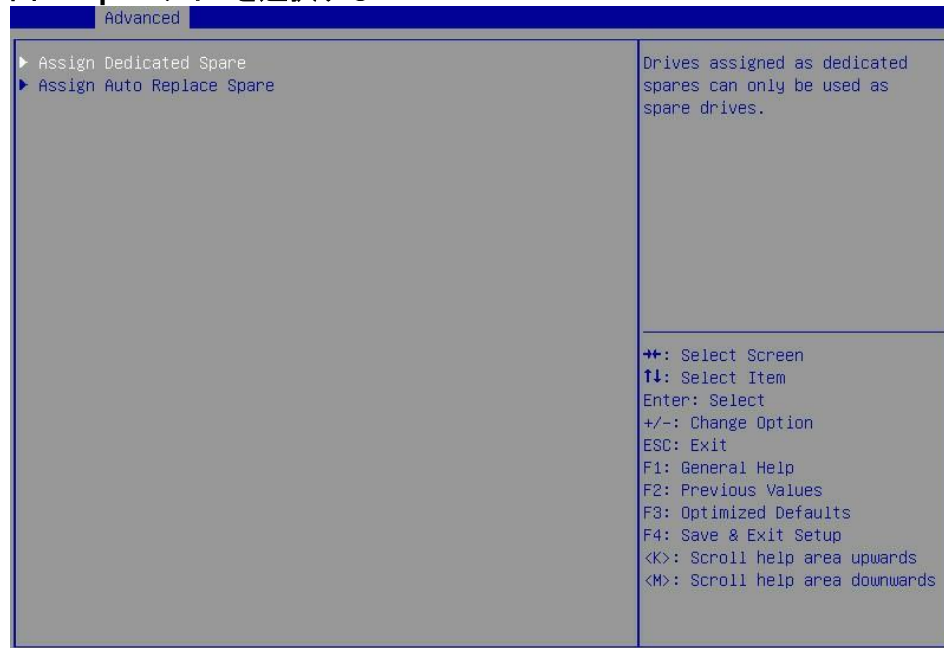 Advanced
▶ Assign Dedicated Spare
▶ Assign Auto Replace Spare
Drives assigned as dedicated
spares can only be used as
spare drives.
→←: Select Screen
↑↓: Select Item
Enter: Select
+/-: Change Option
ESC: Exit
F1: General Help
F2: Previous Values
F3: Optimized Defaults
F4: Save & Exit Setup
<K>: Scroll help area upwards
<M>: Scroll help area downwards